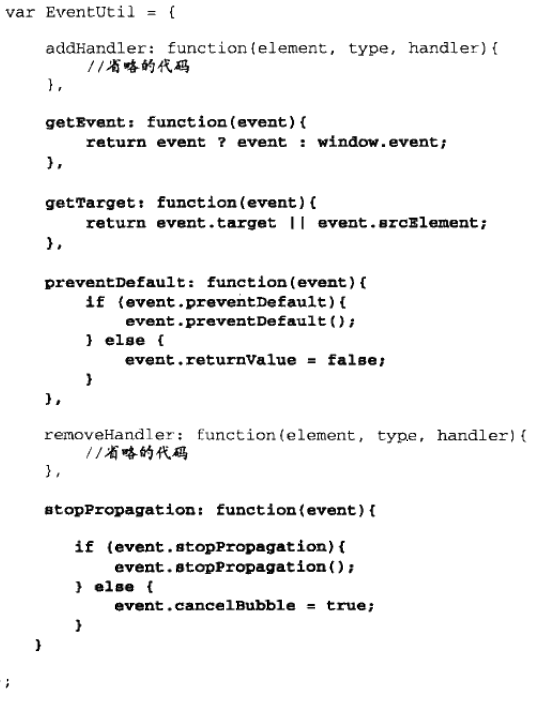 var EventUtil = {
addHandler: function(element, type, handler){
//省略的代码
},
getEvent: function(event){
return event ? event : window.event;
},
getTarget: function(event){
return event.target || event.srcElement;
},
preventDefault: function(event){
if (event.preventDefault){
event.preventDefault();
} else {
event.returnValue = false;
}
},
removeHandler: function(element, type, handler){
//省略的代码
},
stopPropagation: function(event){
if (event.stopPropagation){
event.stopPropagation();
} else {
event.cancelBubble = true;
}
}
;